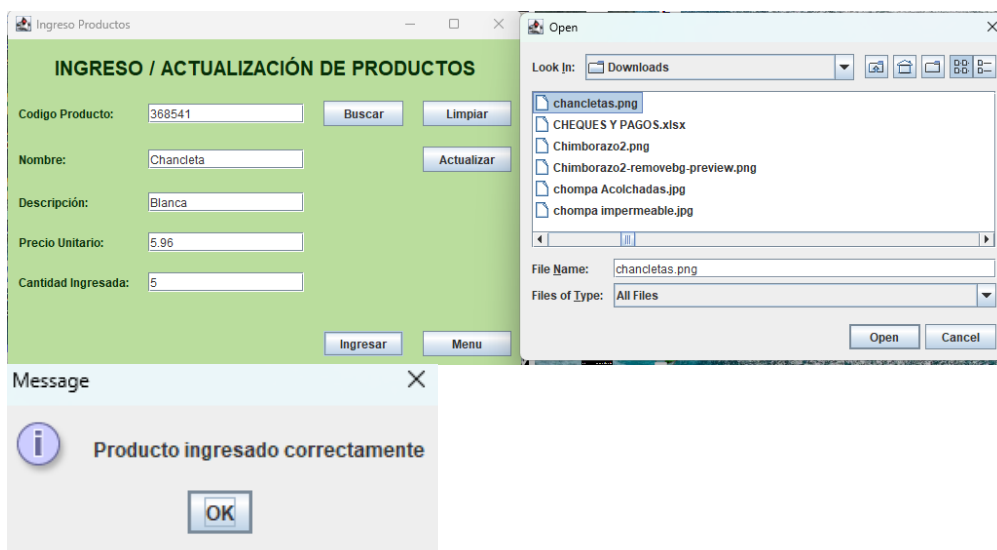 Ingreso Productos
INGRESO / ACTUALIZACIÓN DE PRODUCTOS
Codigo Producto: 368541 Buscar Limpiar
Nombre: Chancleta Actualizar
Descripción: Blanca
Precio Unitario: 5.96
Cantidad Ingresada: 5
Ingresar Menu
Open
Look In: Downloads
chancletas.png
CHEQUES Y PAGOS.xlsx
Chimborazo2.png
Chimborazo2-removebg-preview.png
chompa Acolchadas.jpg
chompa impermeable.jpg
File Name: chancletas.png
Files of Type: All Files
Open Cancel
Message
Producto ingresado correctamente
OK